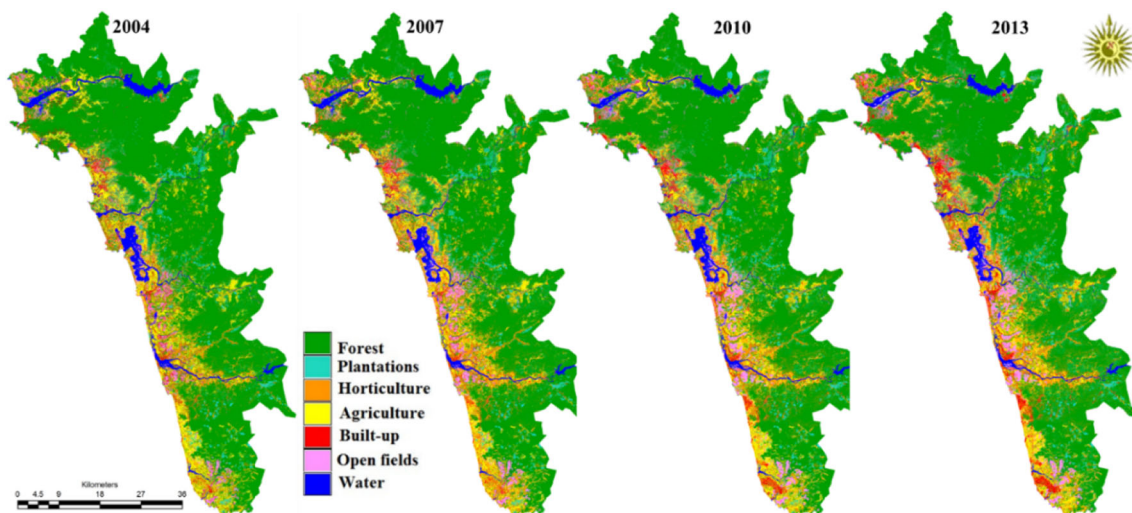 2004
2007
2010
2013
Forest
Plantations
Horticulture
Agriculture
Built-up
Open fields
Water
Kilometers
0 4.5 9 18 27 36